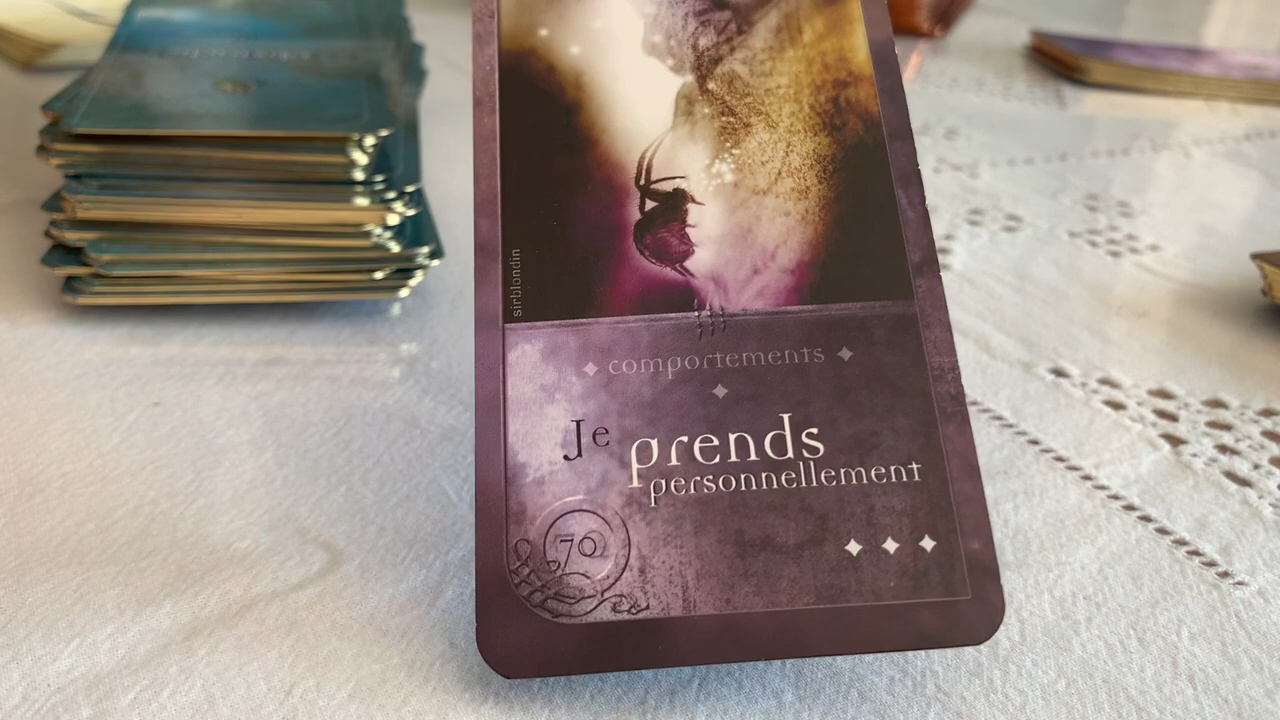 sirblondin
comportements
Je prends
personnellement
70